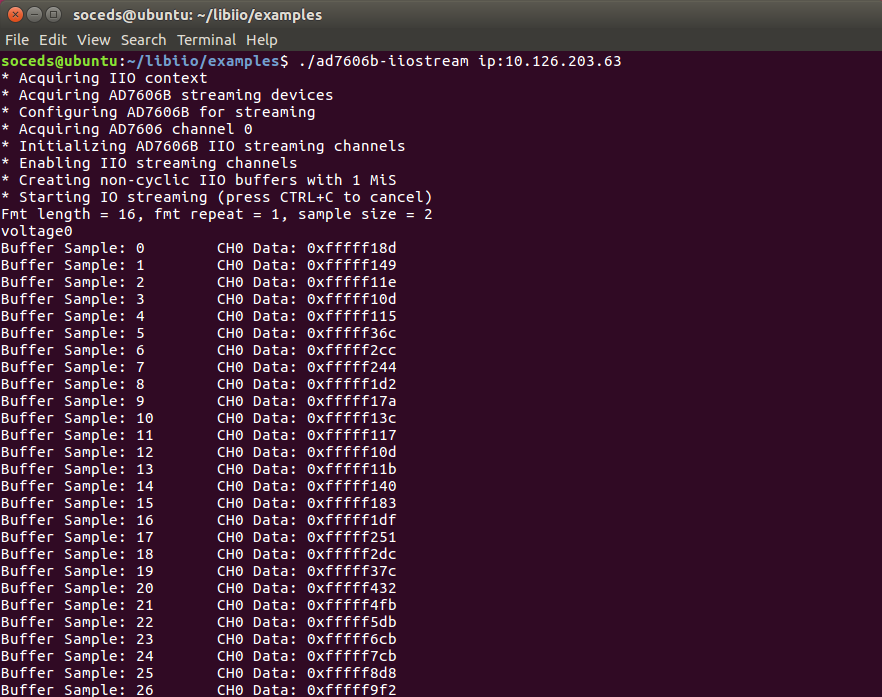 soceds@ubuntu: ~/libiio/examples
File Edit View Search Terminal Help
soceds@ubuntu:~/libiio/examples$ ./ad7606b-iiostream ip:10.126.203.63
* Acquiring IIO context
* Acquiring AD7606B streaming devices
* Configuring AD7606B for streaming
* Acquiring AD7606 channel 0
* Initializing AD7606B IIO streaming channels
* Enabling IIO streaming channels
* Creating non-cyclic IIO buffers with 1 MiS
* Starting IO streaming (press CTRL+C to cancel)
Fmt length = 16, fmt repeat = 1, sample size = 2
voltage0
Buffer Sample: 0        CH0 Data: 0xfffff18d
Buffer Sample: 1        CH0 Data: 0xfffff149
Buffer Sample: 2        CH0 Data: 0xfffff11e
Buffer Sample: 3        CH0 Data: 0xfffff10d
Buffer Sample: 4        CH0 Data: 0xfffff115
Buffer Sample: 5        CH0 Data: 0xfffff36c
Buffer Sample: 6        CH0 Data: 0xfffff2cc
Buffer Sample: 7        CH0 Data: 0xfffff244
Buffer Sample: 8        CH0 Data: 0xfffff1d2
Buffer Sample: 9        CH0 Data: 0xfffff17a
Buffer Sample: 10       CH0 Data: 0xfffff13c
Buffer Sample: 11       CH0 Data: 0xfffff117
Buffer Sample: 12       CH0 Data: 0xfffff10d
Buffer Sample: 13       CH0 Data: 0xfffff11b
Buffer Sample: 14       CH0 Data: 0xfffff140
Buffer Sample: 15       CH0 Data: 0xfffff183
Buffer Sample: 16       CH0 Data: 0xfffff1df
Buffer Sample: 17       CH0 Data: 0xfffff251
Buffer Sample: 18       CH0 Data: 0xfffff2dc
Buffer Sample: 19       CH0 Data: 0xfffff37c
Buffer Sample: 20       CH0 Data: 0xfffff432
Buffer Sample: 21       CH0 Data: 0xfffff4fb
Buffer Sample: 22       CH0 Data: 0xfffff5db
Buffer Sample: 23       CH0 Data: 0xfffff6cb
Buffer Sample: 24       CH0 Data: 0xfffff7cb
Buffer Sample: 25       CH0 Data: 0xfffff8d8
Buffer Sample: 26       CH0 Data: 0xfffff9f2